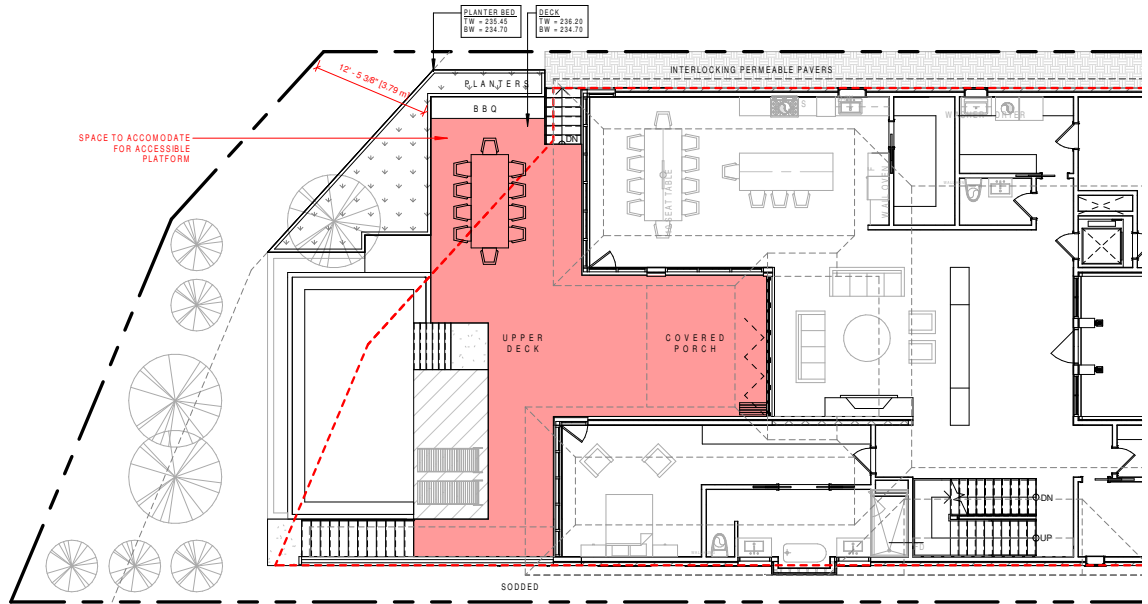 PLANTER BED
TW = 235.45
BW = 234.70
DECK
TW = 236.20
BW = 234.70
INTERLOCKING PERMEABLE PAVERS
12' - 5 3/8" [3.79 m]
PLANTERS
BBQ
SPACE TO ACCOMODATE
FOR ACCESSIBLE
PLATFORM
DN
WALL OVEN
UPPER
DECK
COVERED
PORCH
DN
UP
SODDED